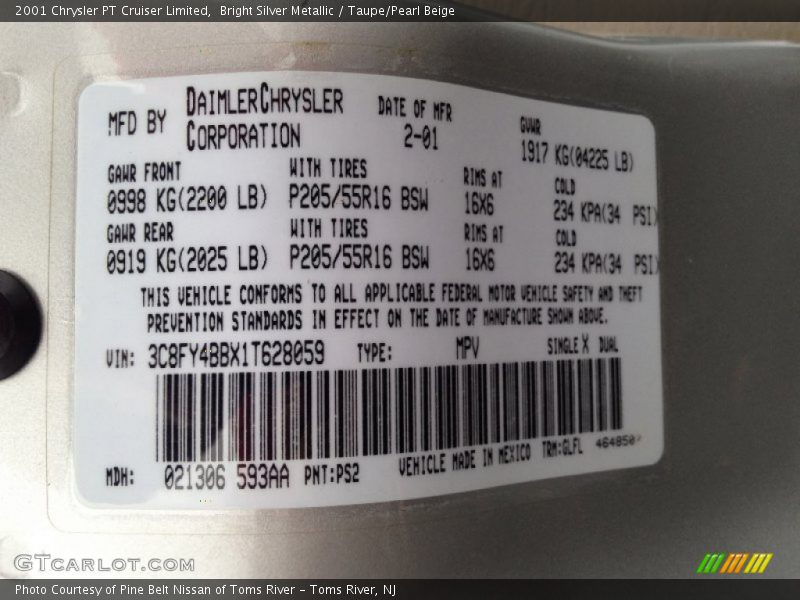 2001 Chrysler PT Cruiser Limited, Bright Silver Metallic / Taupe/Pearl Beige
MFD BY DAIMLERCHRYSLER CORPORATION DATE OF MFR 2-01 GVWR 1917 KG(04225 LB)
GAWR FRONT WITH TIRES RIMS AT COLD
0998 KG(2200 LB) P205/55R16 BSW 16X6 234 KPA(34 PSI)
GAWR REAR WITH TIRES RIMS AT COLD
0919 KG(2025 LB) P205/55R16 BSW 16X6 234 KPA(34 PSI)
THIS VEHICLE CONFORMS TO ALL APPLICABLE FEDERAL MOTOR VEHICLE SAFETY AND THEFT
PREVENTION STANDARDS IN EFFECT ON THE DATE OF MANUFACTURE SHOWN ABOVE.
VIN: 3C8FY4BBX1T628059 TYPE: MPV SINGLE X DUAL
MDH: 021306 593AA PNT:PS2 VEHICLE MADE IN MEXICO TRM:GLFL
GTCARLOT.COM
Photo Courtesy of Pine Belt Nissan of Toms River – Toms River, NJ